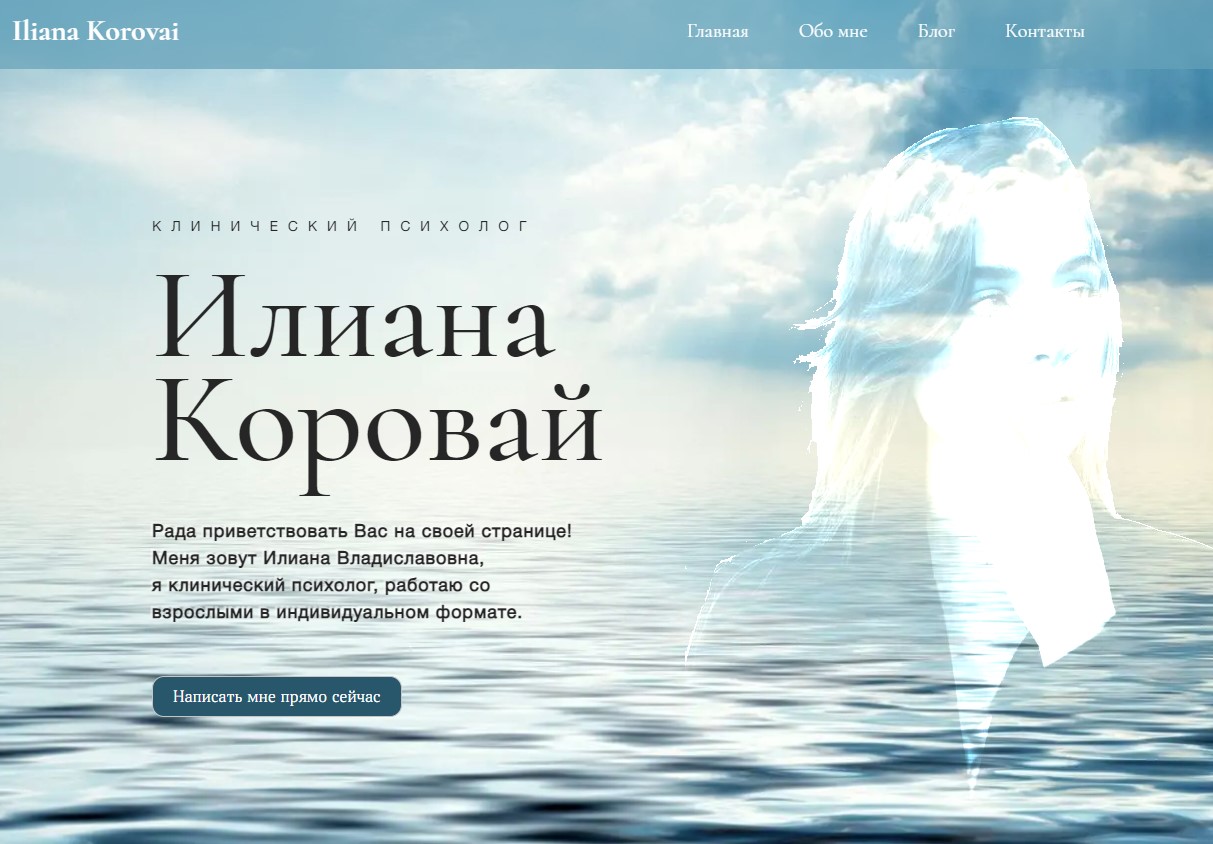 Iliana Korovai
Главная
Обо мне
Блог
Контакты
КЛИНИЧЕСКИЙ ПСИХОЛОГ
Илиана
Коровай
Рада приветствовать Вас на своей странице!
Меня зовут Илиана Владиславовна,
я клинический психолог, работаю со
взрослыми в индивидуальном формате.
Написать мне прямо сейчас